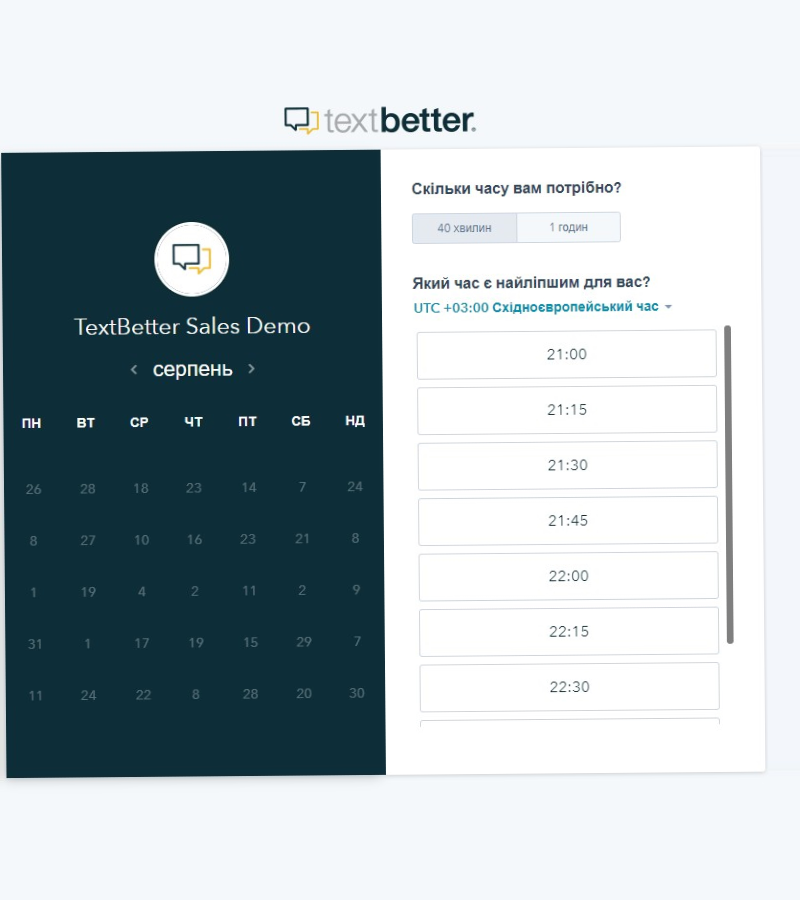 textbetter.
TextBetter Sales Demo
серпень
ПН ВТ СР ЧТ ПТ СБ НД
26 28 18 23 14 7 24
8 27 10 16 23 21 8
1 19 4 2 11 2 9
31 1 17 19 15 29 7
11 24 22 8 28 20 30
Скільки часу вам потрібно?
40 хвилин 1 годин
Який час є найліпшим для вас?
UTC +03:00 Східноєвропейський час
21:00
21:15
21:30
21:45
22:00
22:15
22:30